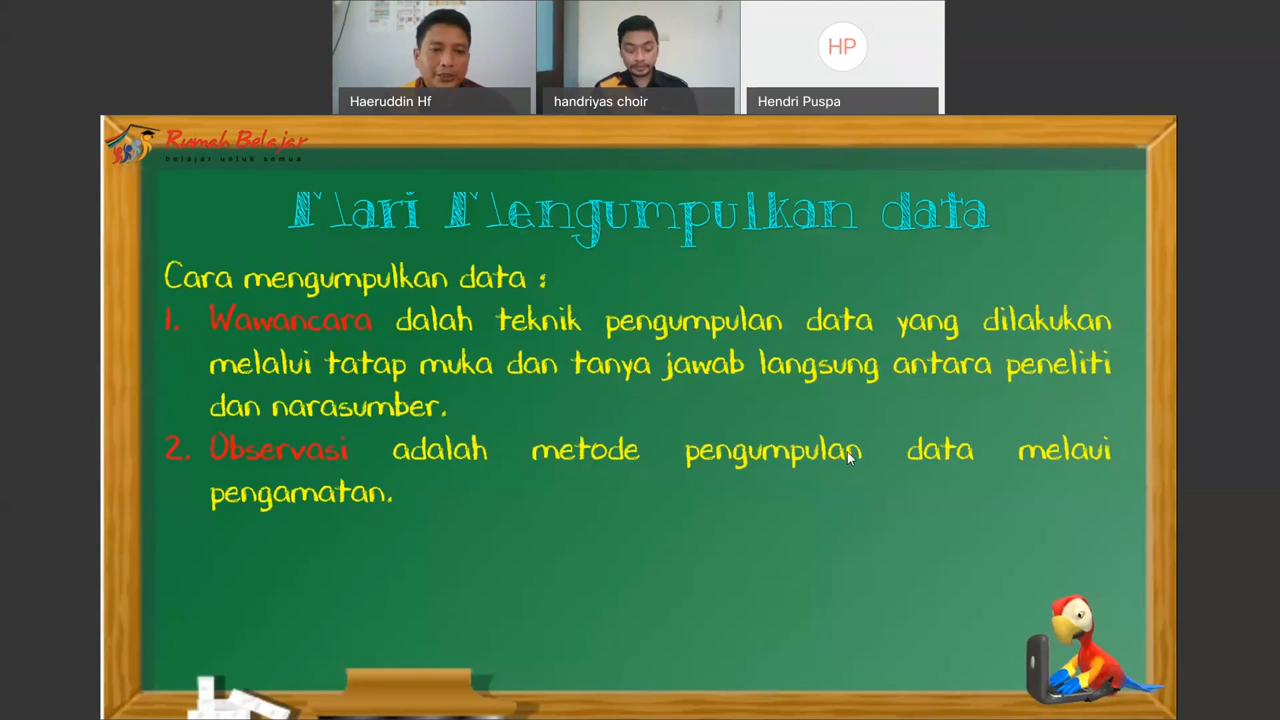 HP
Haeruddin Hf
handriyas choir
Hendri Puspa
Rumah Belajar
belajar untuk semua
Mari Mengumpulkan data
Cara mengumpulkan data :
1. Wawancara dalah teknik pengumpulan data yang dilakukan
melalui tatap muka dan tanya jawab langsung antara peneliti
dan narasumber.
2. Observasi adalah metode pengumpulan data melaui
pengamatan.